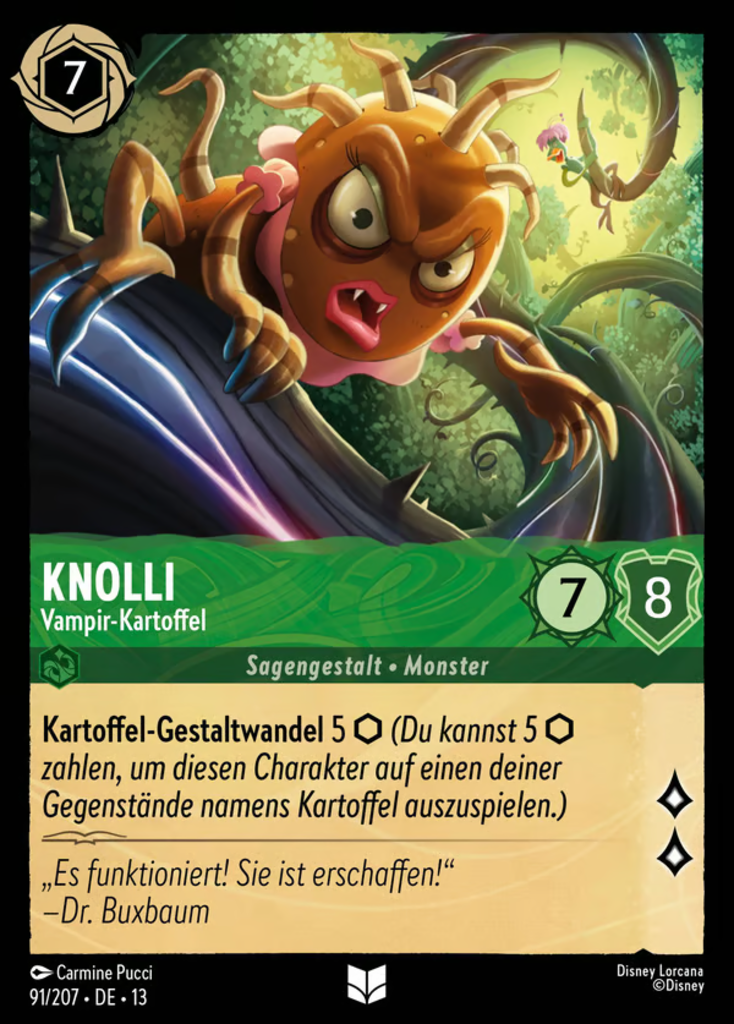 7
KNOLLI
Vampir-Kartoffel
7
8
Sagengestalt • Monster
Kartoffel-Gestaltwandel 5 ⬡ (Du kannst 5 ⬡
zahlen, um diesen Charakter auf einen deiner
Gegenstände namens Kartoffel auszuspielen.)
„Es funktioniert! Sie ist erschaffen!“
–Dr. Buxbaum
Carmine Pucci
Disney Lorcana
91/207 • DE • 13
©Disney